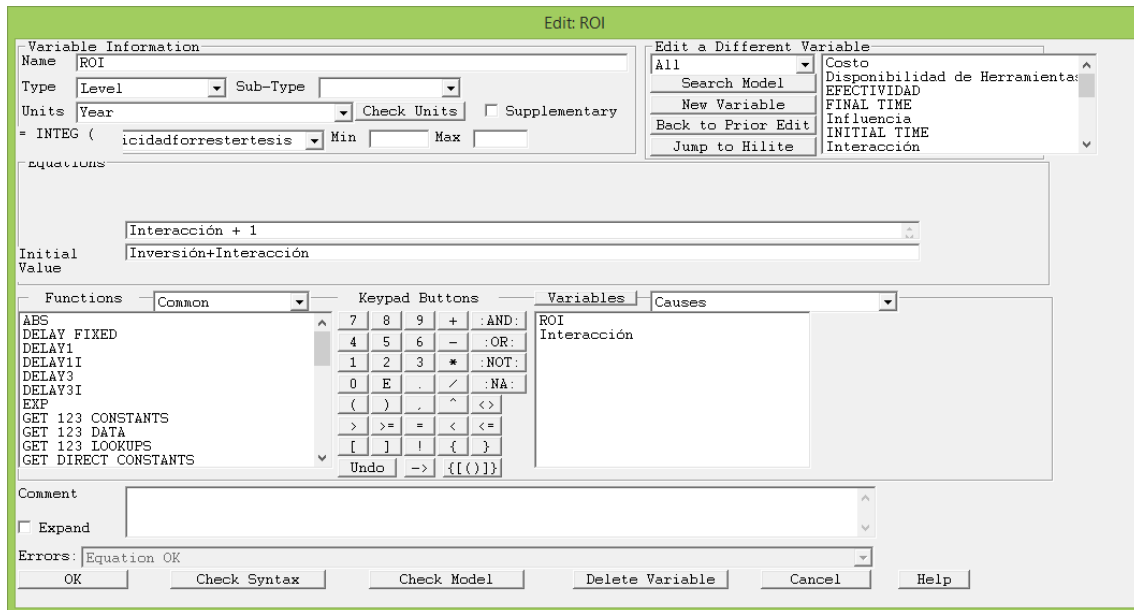 Edit: ROI
Variable Information
Name ROI
Type Level Sub-Type
Units Year Check Units Supplementary
= INTEG ( icidadforrestertesis Min Max
Edit a Different Variable
All
Search Model
New Variable
Back to Prior Edit
Jump to Hilite
Costo
Disponibilidad de Herramientas
EFECTIVIDAD
FINAL TIME
Influencia
INITIAL TIME
Interacción
Equations
Interacción + 1
Initial Value
Inversión+Interacción
Functions Common
ABS
DELAY FIXED
DELAY1
DELAY1I
DELAY3
DELAY3I
EXP
GET 123 CONSTANTS
GET 123 DATA
GET 123 LOOKUPS
GET DIRECT CONSTANTS
Keypad Buttons
7 8 9 + :AND:
4 5 6 - :OR:
1 2 3 * :NOT:
0 E . / :NA:
( ) , ^ <>
> >= = < <=
[ ] ! { }
Undo -> {[()]}
Variables Causes
ROI
Interacción
Comment
Expand
Errors: Equation OK
OK Check Syntax Check Model Delete Variable Cancel Help